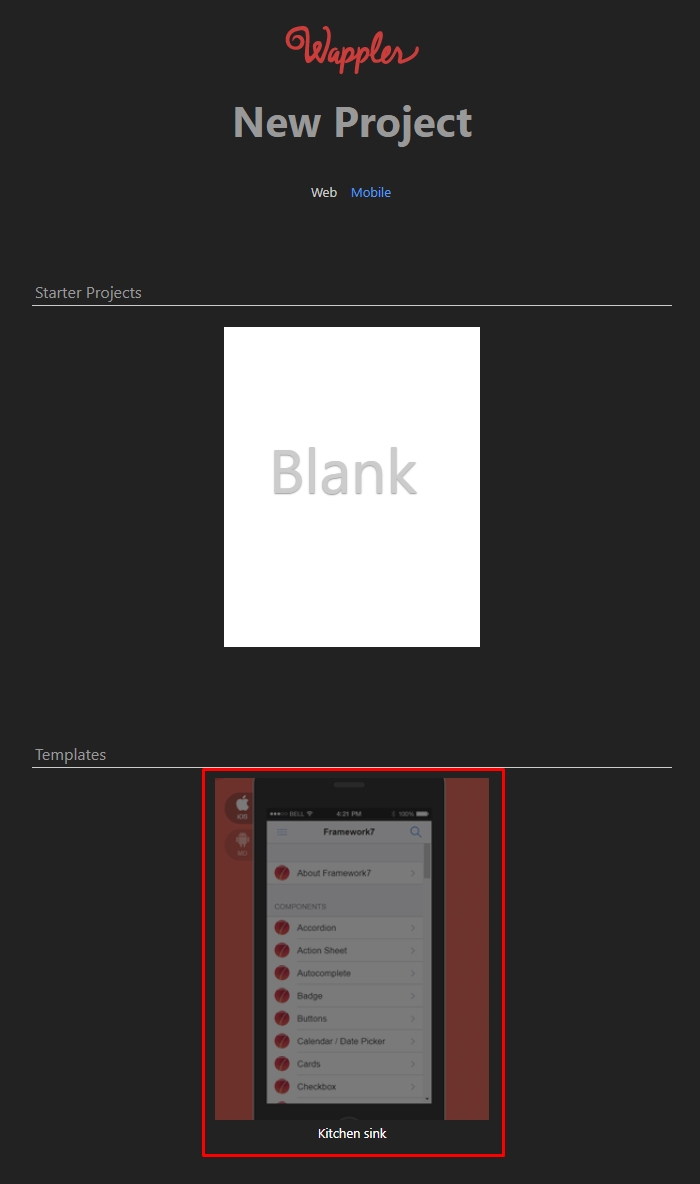 Wappler
New Project
Web Mobile
Starter Projects
Blank
Templates
iOS
BELL 4:21 PM 100%
Framework7
About Framework7
COMPONENTS
Accordion
Action Sheet
Autocomplete
Badge
Buttons
Calendar / Date Picker
Cards
Checkbox
Kitchen sink